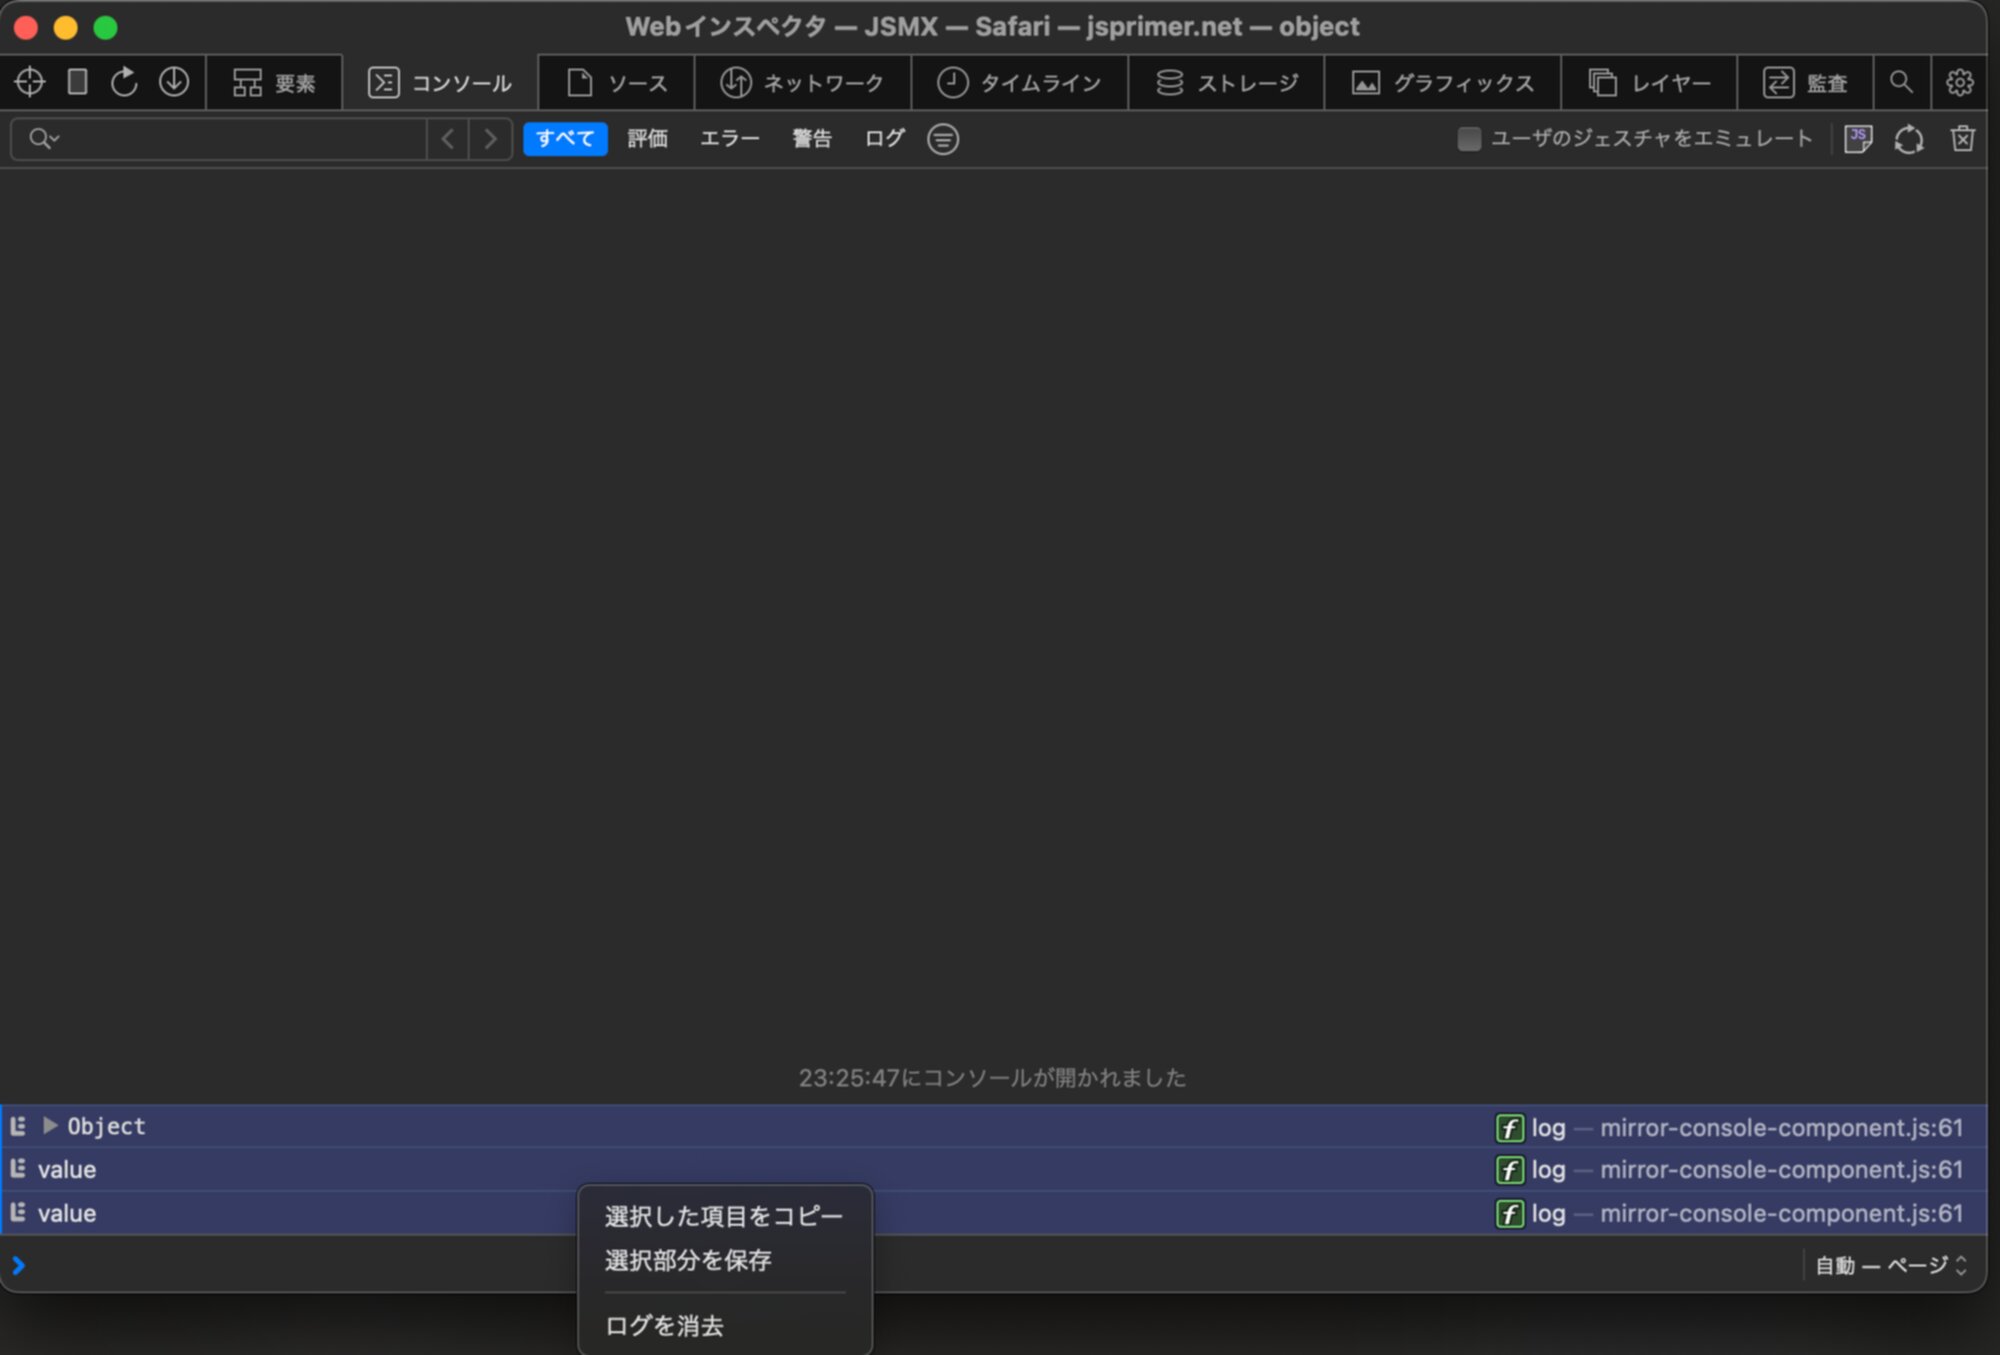 Webインスペクタ — JSMX — Safari — jsprimer.net — object
要素 コンソール ソース ネットワーク タイムライン ストレージ グラフィックス レイヤー 監査
すべて 評価 エラー 警告 ログ ユーザのジェスチャをエミュレート JS
23:25:47にコンソールが開かれました
Object f log — mirror-console-component.js:61
value f log — mirror-console-component.js:61
value f log — mirror-console-component.js:61
選択した項目をコピー
選択部分を保存
自動 — ページ
ログを消去